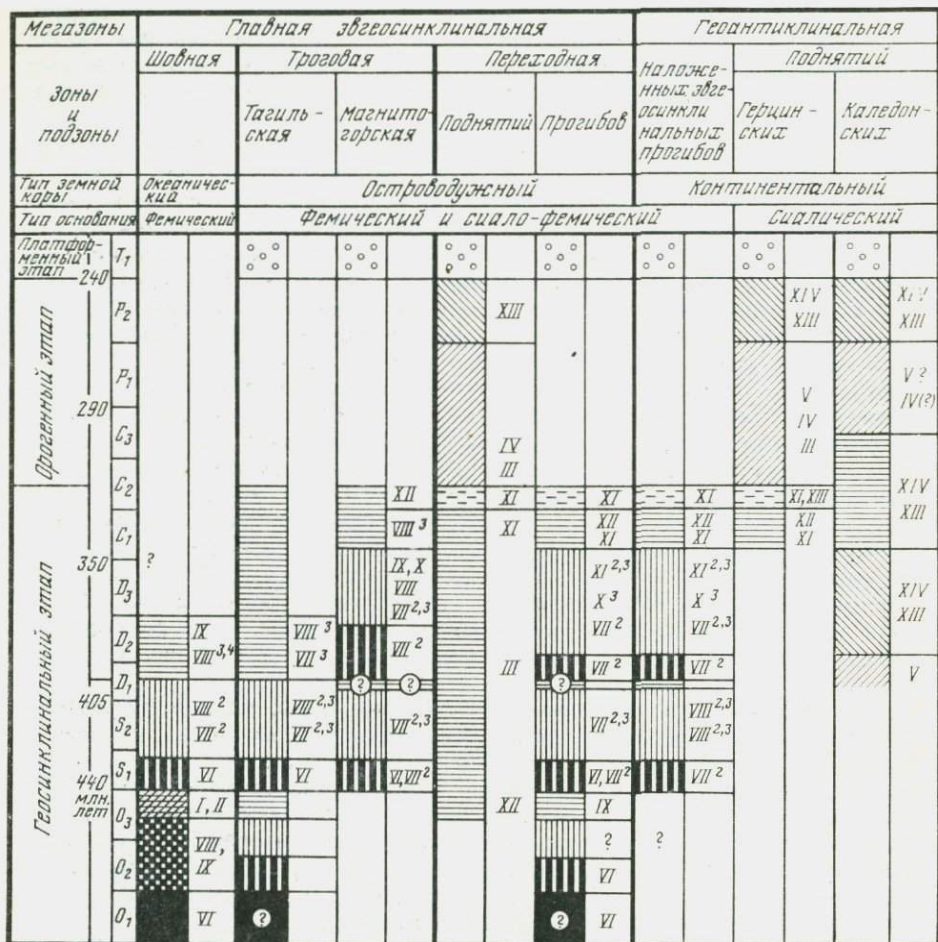 Мегазоны Главная эвгеосинклинальная Геоантиклинальная
Шовная Троговая Переходная Наложенных эвгеосинклинальных прогибов Поднятий
Зоны и подзоны Тагильская Магнитогорская Поднятий Прогибов Герцинских Каледонских
Тип земной коры Океанический Островодужный Континентальный
Тип основания Фемический Фемический и сиало-фемический Сиалический
Платформенный этап T₁
240
Орогенный этап P₂ XIII XIV XIII XIV XIII
P₁ V ? IV(?)
290 V
C₃ IV IV
III III
Геосинклинальный этап C₂ XII XI XI XI XI, XIII XIV
XIII
C₁ VIII ³ XI XII XI XII XI XII XI
350 ? IX, X XI ²,³ XI ²,³
D₃ VIII X ³ X ³ XIV
VII ²,³ VII ² VII ²,³ XIII
D₂ IX VIII ³ VII ²
VIII ³,⁴ VII ³ III VII ² VII ²
D₁ ? ? ? V
405 VIII ² VIII ²,³ VIII ²,³
S₂ VII ² VII ²,³ VII ²,³ VII ²,³ VIII ²,³
S₁ VI VI VI, VII ² VI, VII ² VII ²
440
млн. лет
O₃ I, II XII IX
VIII, ? ?
O₂ IX VI
O₁ VI ? ? VI